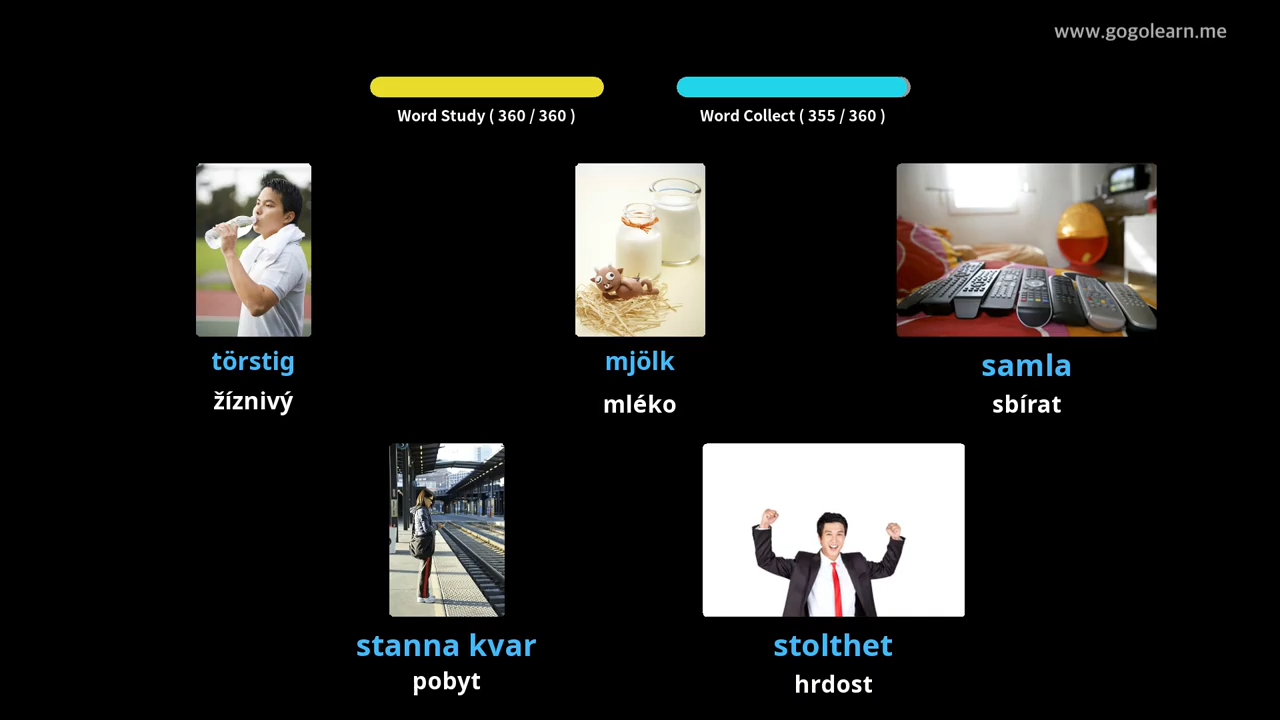 www.gogolearn.me
Word Study ( 360 / 360 )
Word Collect ( 355 / 360 )
törstig
mjölk
samla
žíznivý
mléko
sbírat
stanna kvar
stolthet
pobyt
hrdost